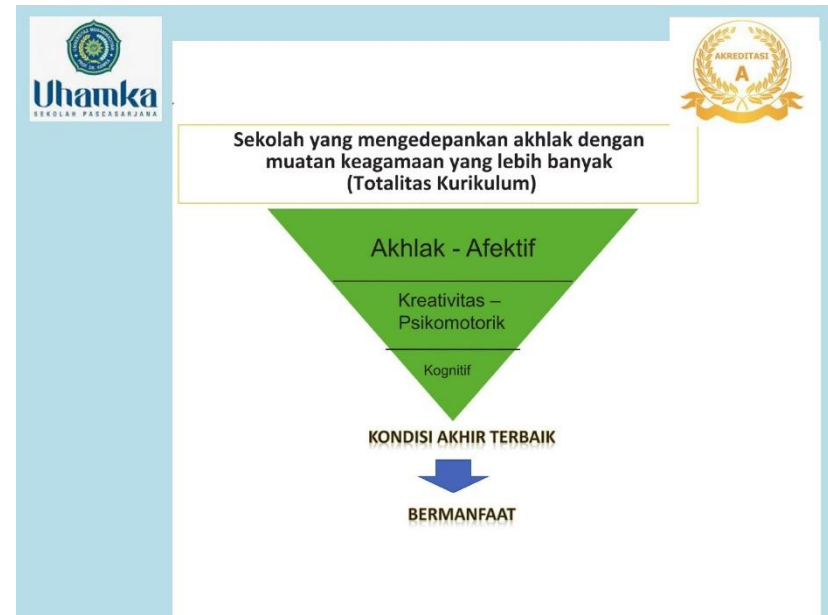 Uhamka
SEKOLAH PASCASARJANA
AKREDITASI
A
Sekolah yang mengedepankan akhlak dengan
muatan keagamaan yang lebih banyak
(Totalitas Kurikulum)
Akhlak - Afektif
Kreativitas –
Psikomotorik
Kognitif
KONDISI AKHIR TERBAIK
BERMANFAAT